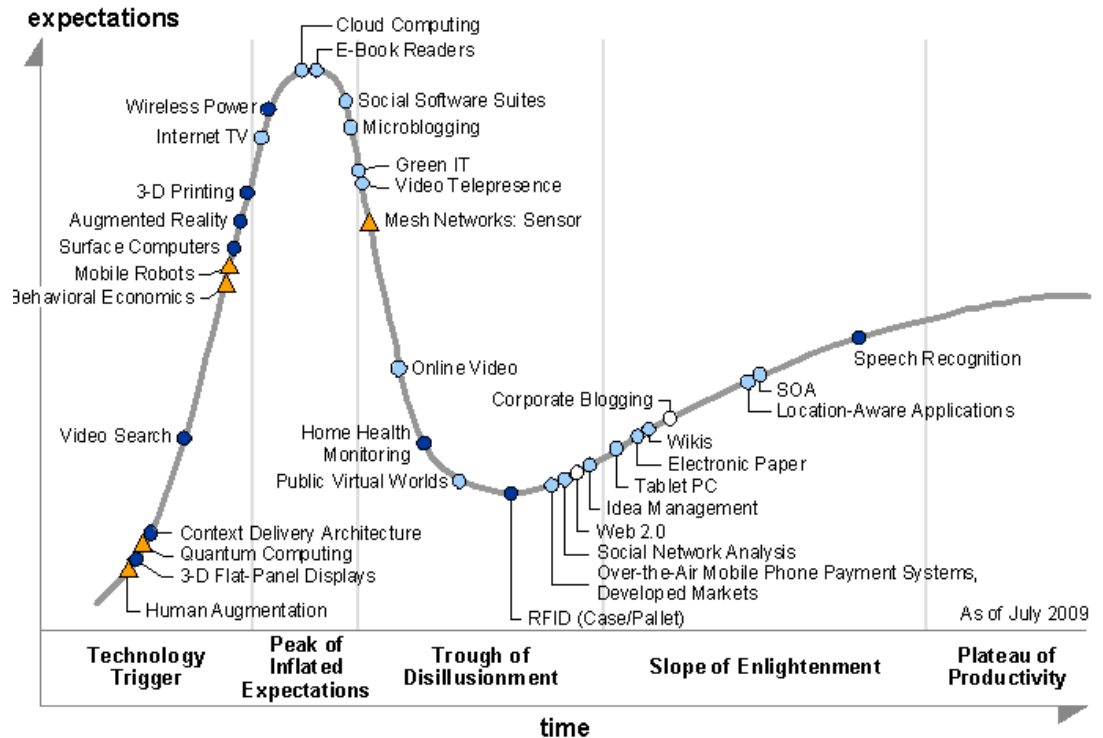 expectations
Cloud Computing
E-Book Readers
Wireless Power
Social Software Suites
Internet TV
Microblogging
Green IT
Video Telepresence
3-D Printing
Augmented Reality
Mesh Networks: Sensor
Surface Computers
Mobile Robots
Behavioral Economics
Online Video
Speech Recognition
SOA
Corporate Blogging
Location-Aware Applications
Video Search
Home Health
Monitoring
Wikis
Electronic Paper
Public Virtual Worlds
Tablet PC
Idea Management
Web 2.0
Context Delivery Architecture
Quantum Computing
Social Network Analysis
3-D Flat-Panel Displays
Over-the-Air Mobile Phone Payment Systems,
Developed Markets
Human Augmentation
RFID (Case/Pallet)
As of July 2009
Technology
Trigger
Peak of
Inflated
Expectations
Trough of
Disillusionment
Slope of Enlightenment
Plateau of
Productivity
time